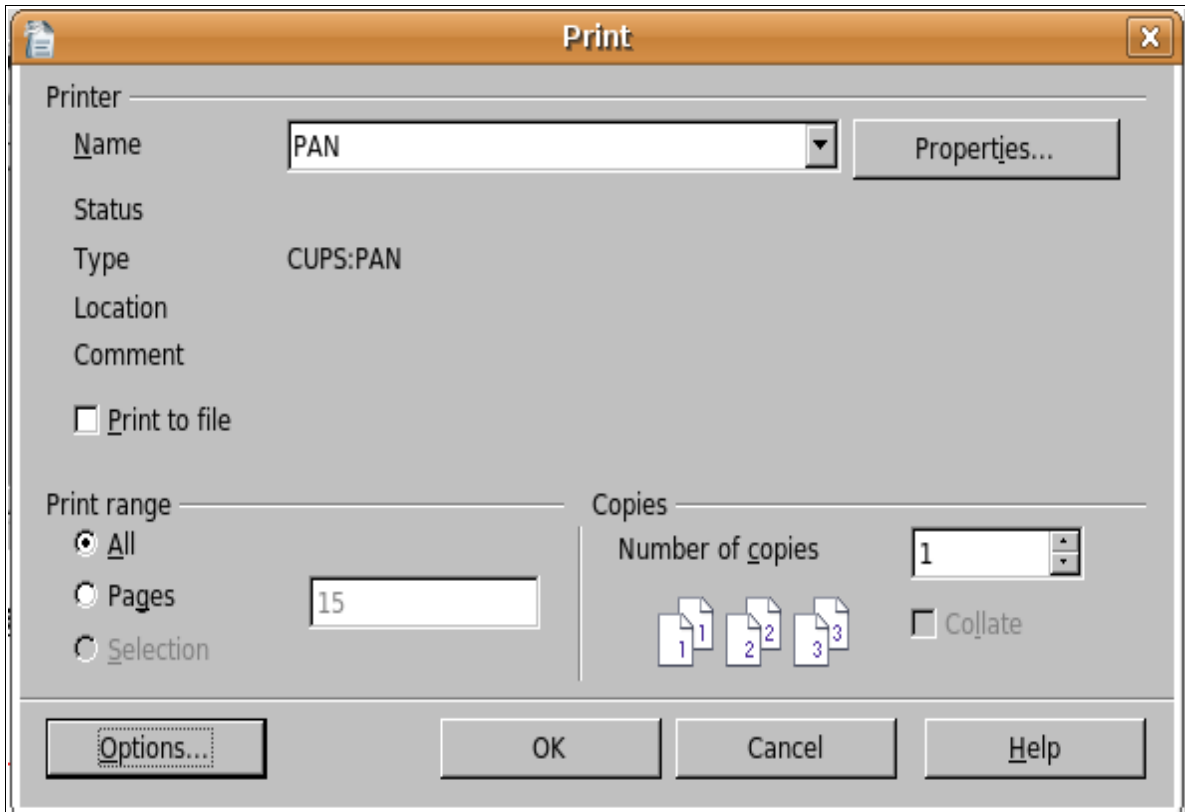 Print
Printer
Name PAN Properties...
Status
Type CUPS:PAN
Location
Comment
Print to file
Print range
All
Pages 15
Selection
Copies
Number of copies 1
1 1 2 2 3 3 Collate
Options... OK Cancel Help